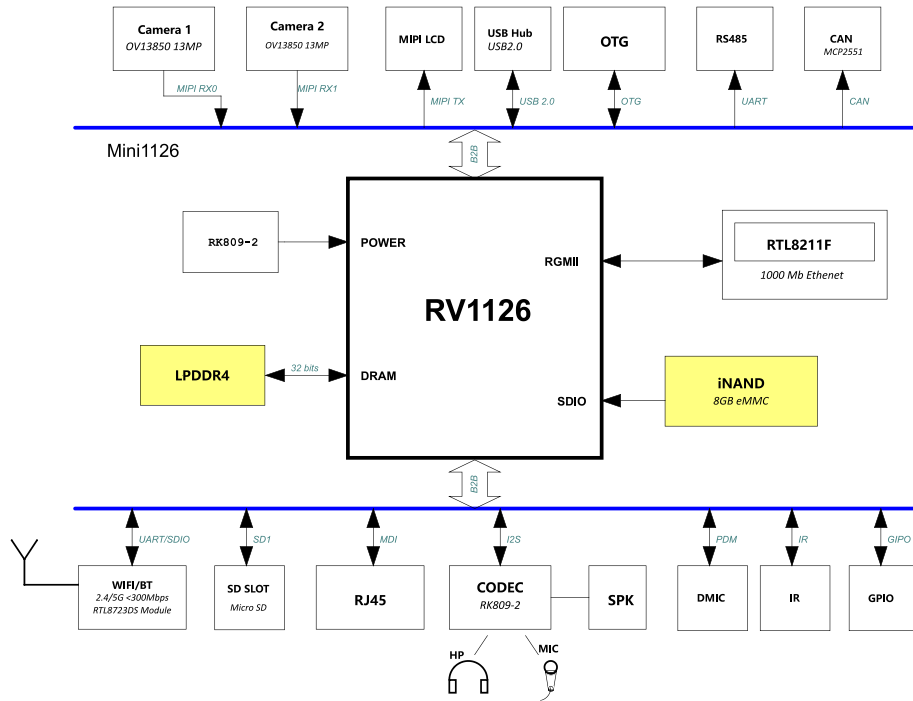 Camera 1
OV13850 13MP
Camera 2
OV13850 13MP
MIPI LCD
USB Hub
USB2.0
OTG
RS485
CAN
MCP2551
MIPI RX0
MIPI RX1
MIPI TX
USB 2.0
OTG
UART
CAN
Mini1126
B2B
RK809-2
POWER
RGMII
RTL8211F
1000 Mb Ethenet
RV1126
LPDDR4
32 bits
DRAM
SDIO
iNAND
8GB eMMC
B2B
UART/SDIO
SD1
MDI
I2S
PDM
IR
GIPO
WIFI/BT
2.4/5G <300Mbps
RTL8723DS Module
SD SLOT
Micro SD
RJ45
CODEC
RK809-2
SPK
DMIC
IR
GPIO
HP
MIC